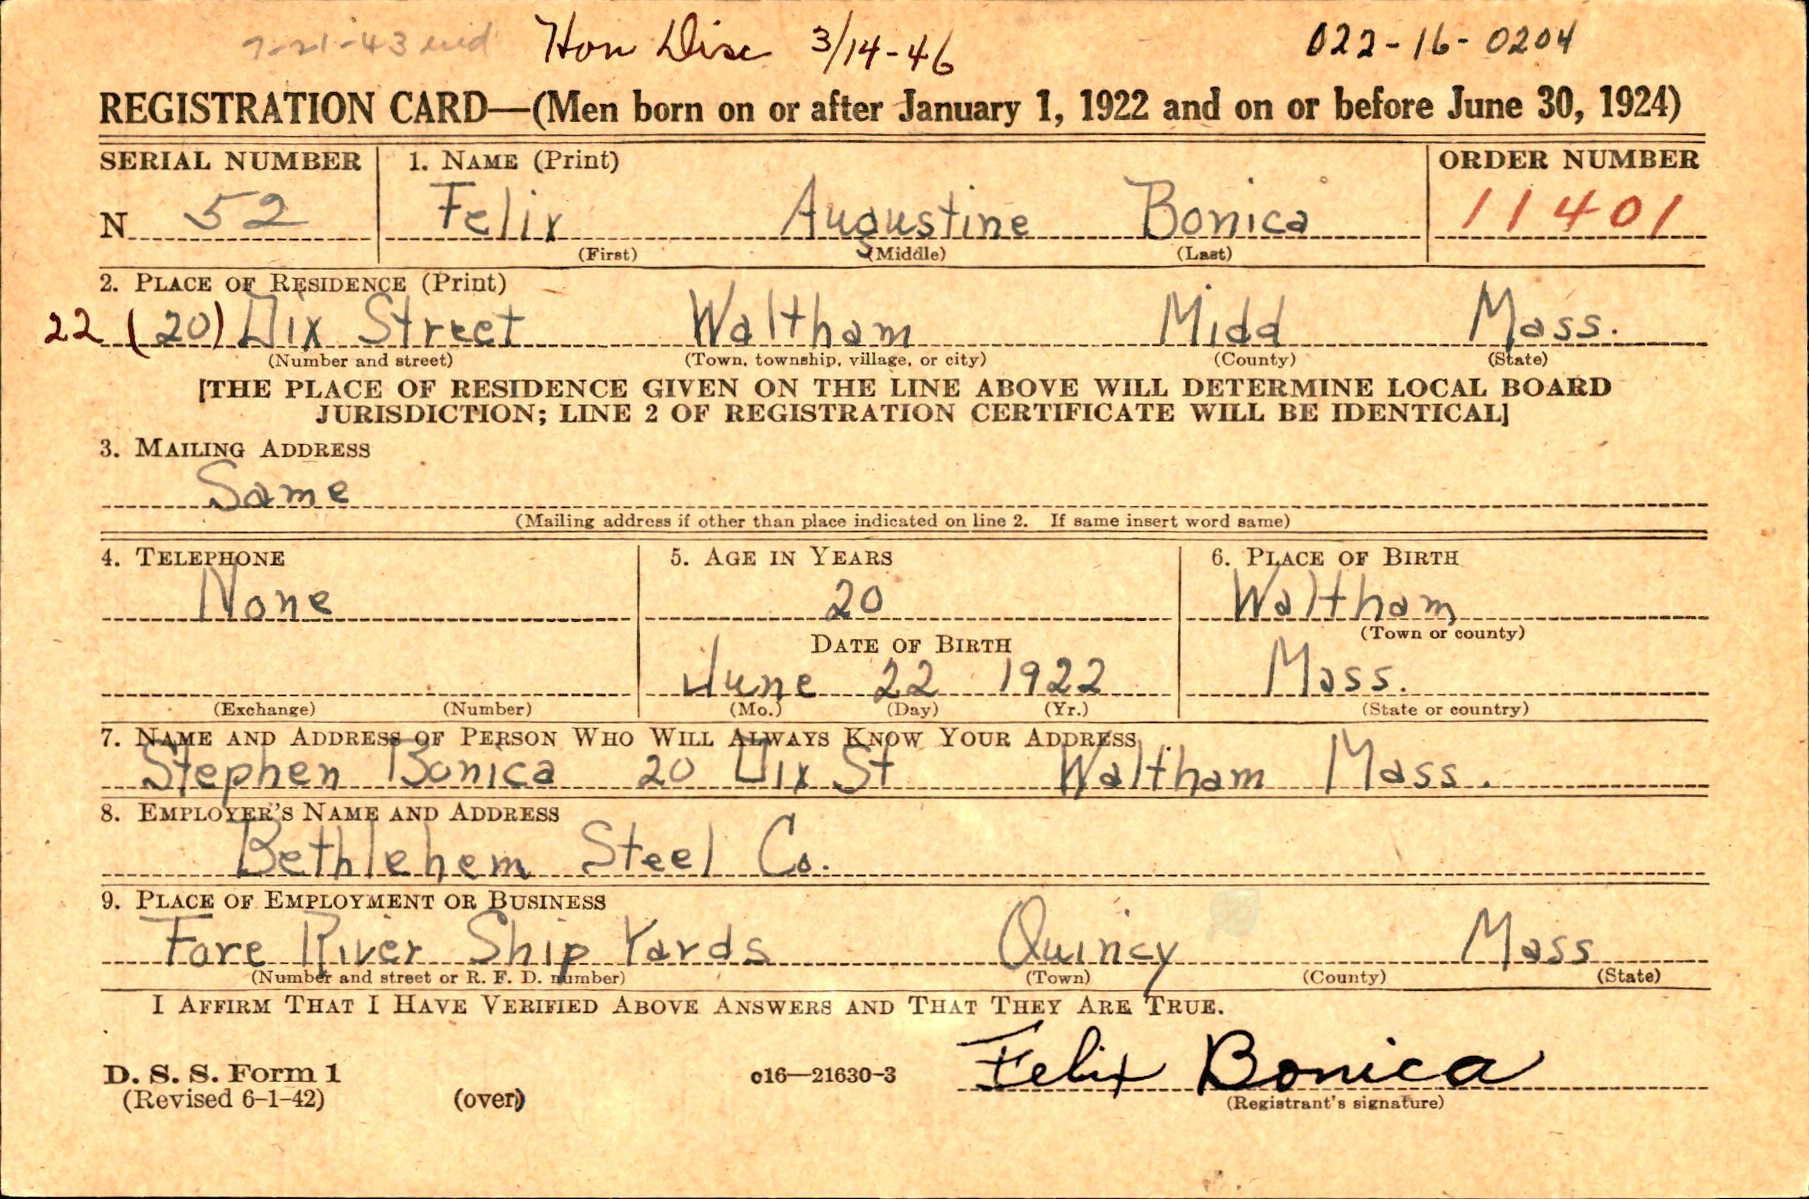 7-21-43 Hon Disc 3/14-46 022-16-0204
REGISTRATION CARD—(Men born on or after January 1, 1922 and on or before June 30, 1924)
SERIAL NUMBER 1. NAME (Print) ORDER NUMBER
N 52 Felix Augustine Bonica 11401
(First) (Middle) (Last)
2. PLACE OF RESIDENCE (Print)
22 (20) Dix Street Waltham Midd Mass.
(Number and street) (Town, township, village, or city) (County) (State)
[THE PLACE OF RESIDENCE GIVEN ON THE LINE ABOVE WILL DETERMINE LOCAL BOARD
JURISDICTION; LINE 2 OF REGISTRATION CERTIFICATE WILL BE IDENTICAL]
3. MAILING ADDRESS
Same
(Mailing address if other than place indicated on line 2. If same insert word same)
4. TELEPHONE 5. AGE IN YEARS 6. PLACE OF BIRTH
None 20 Waltham
(Town or county)
DATE OF BIRTH
June 22 1922 Mass.
(Exchange) (Number) (Mo.) (Day) (Yr.) (State or country)
7. NAME AND ADDRESS OF PERSON WHO WILL ALWAYS KNOW YOUR ADDRESS
Stephen Bonica 20 Dix St Waltham Mass.
8. EMPLOYER'S NAME AND ADDRESS
Bethlehem Steel Co.
9. PLACE OF EMPLOYMENT OR BUSINESS
Fore River Ship Yards Quincy Mass
(Number and street or R. F. D. number) (Town) (County) (State)
I AFFIRM THAT I HAVE VERIFIED ABOVE ANSWERS AND THAT THEY ARE TRUE.
D. S. S. Form 1 c16—21630-3 Felix Bonica
(Revised 6-1-42) (over) (Registrant's signature)